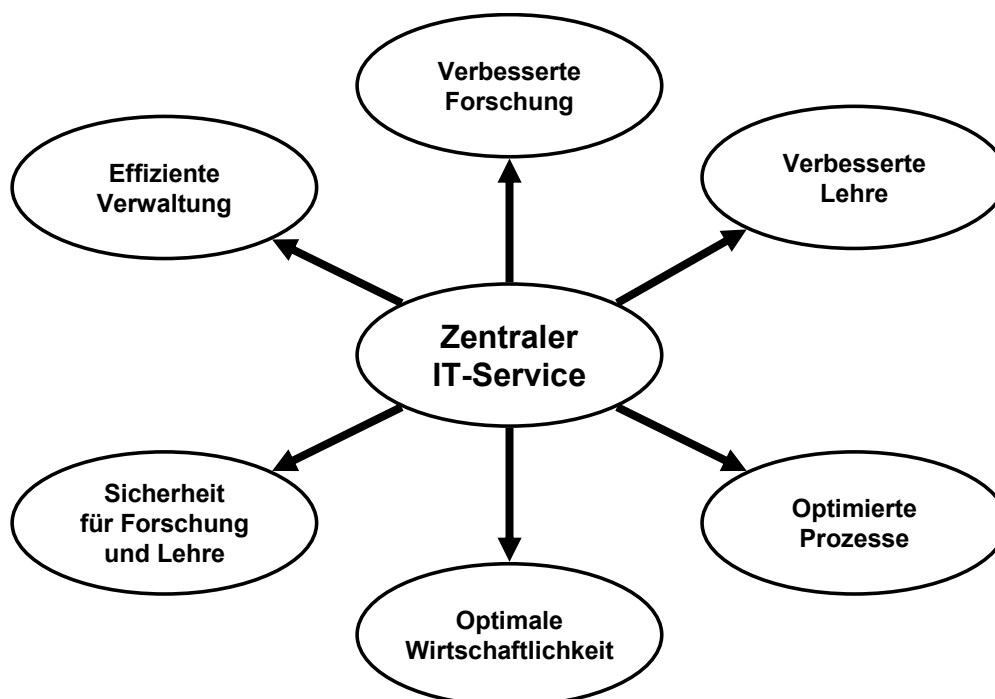 Verbesserte
Forschung
Effiziente
Verwaltung
Verbesserte
Lehre
Zentraler
IT-Service
Sicherheit
für Forschung
und Lehre
Optimierte
Prozesse
Optimale
Wirtschaftlichkeit